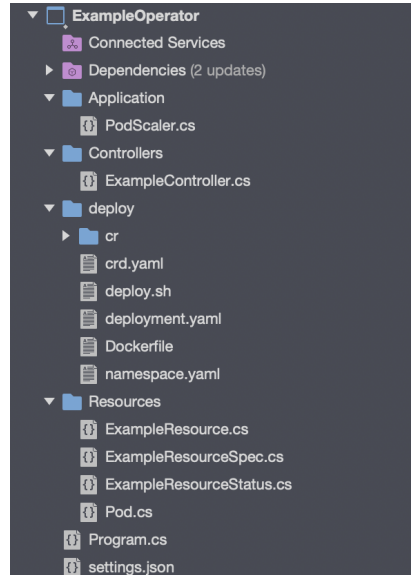 ExampleOperator
Connected Services
Dependencies (2 updates)
Application
PodScaler.cs
Controllers
ExampleController.cs
deploy
cr
crd.yaml
deploy.sh
deployment.yaml
Dockerfile
namespace.yaml
Resources
ExampleResource.cs
ExampleResourceSpec.cs
ExampleResourceStatus.cs
Pod.cs
Program.cs
settings.json